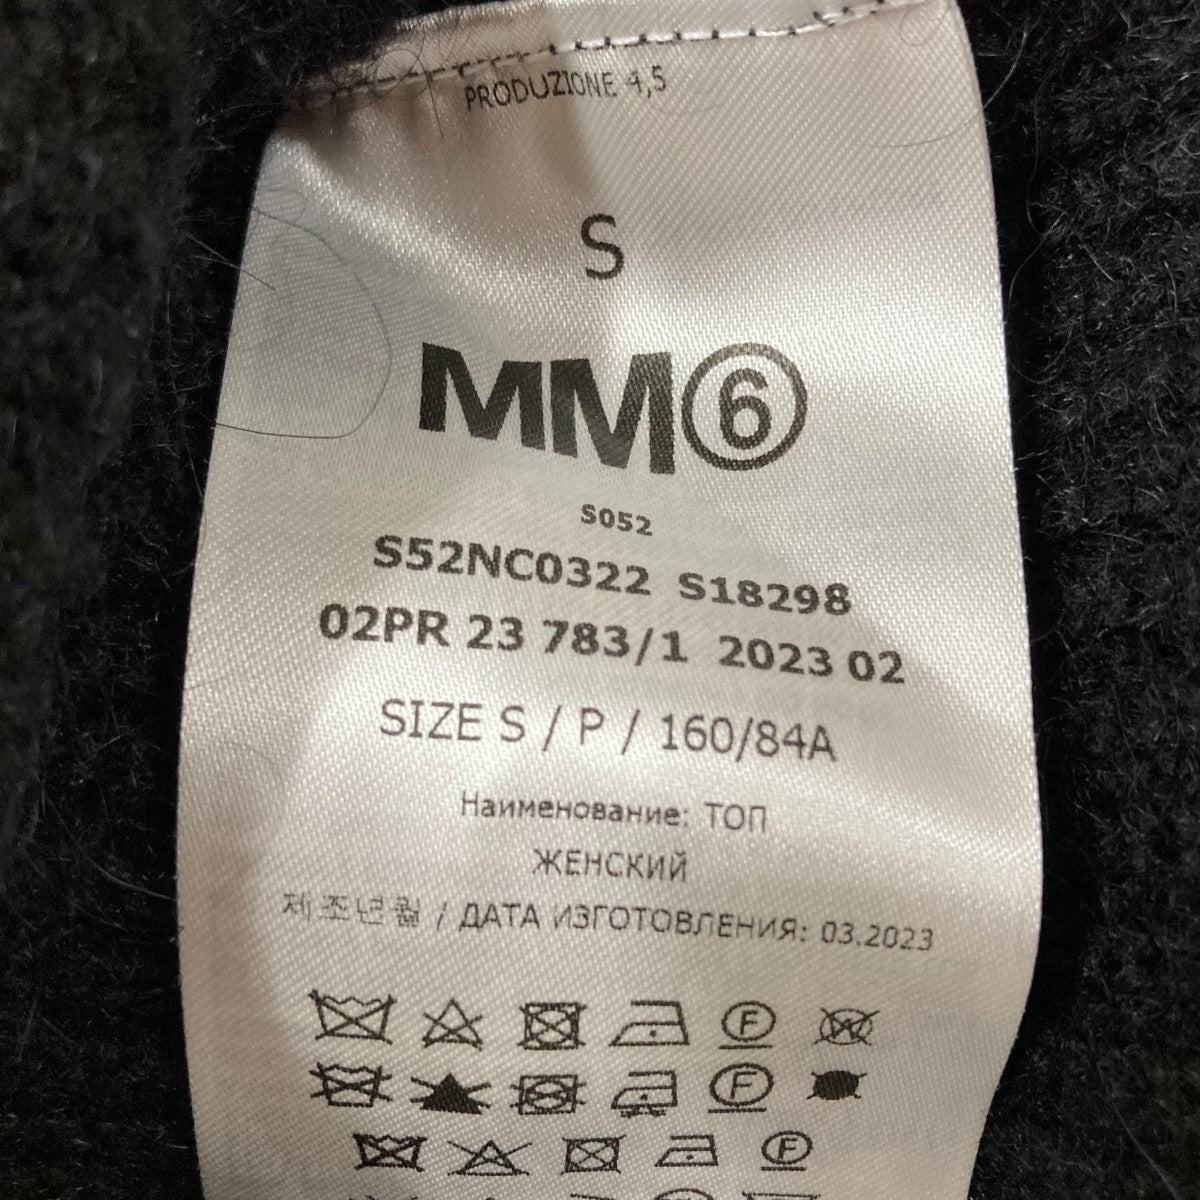 PRODUZIONE 4,5
S
MM⑥
S052
S52NC0322 S18298
02PR 23 783/1 2023 02
SIZE S / P / 160/84A
Наименование: ТОП
ЖЕНСКИЙ
제조년월 / ДАТА ИЗГОТОВЛЕНИЯ: 03.2023
F W
F
F